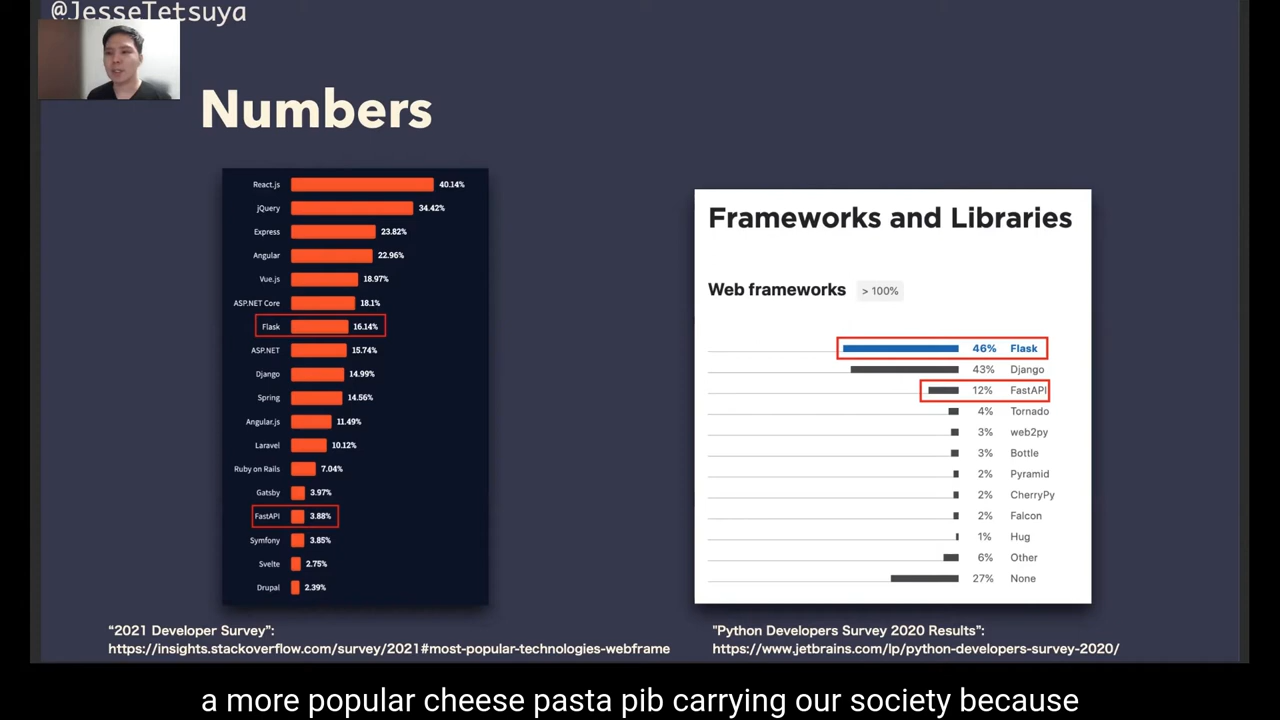 @JesseTetsuya
Numbers
React.js 40.14%
jQuery 34.42%
Express 23.82%
Angular 22.96%
Vue.js 18.97%
ASP.NET Core 18.1%
Flask 16.14%
ASP.NET 15.74%
Django 14.99%
Spring 14.56%
Angular.js 11.49%
Laravel 10.12%
Ruby on Rails 7.04%
Gatsby 3.97%
FastAPI 3.88%
Symfony 3.85%
Svelte 2.75%
Drupal 2.39%
“2021 Developer Survey”:
https://insights.stackoverflow.com/survey/2021#most-popular-technologies-webframe
Frameworks and Libraries
Web frameworks > 100%
46% Flask
43% Django
12% FastAPI
4% Tornado
3% web2py
3% Bottle
2% Pyramid
2% CherryPy
2% Falcon
1% Hug
6% Other
27% None
"Python Developers Survey 2020 Results”:
https://www.jetbrains.com/lp/python-developers-survey-2020/
a more popular cheese pasta pib carrying our society because